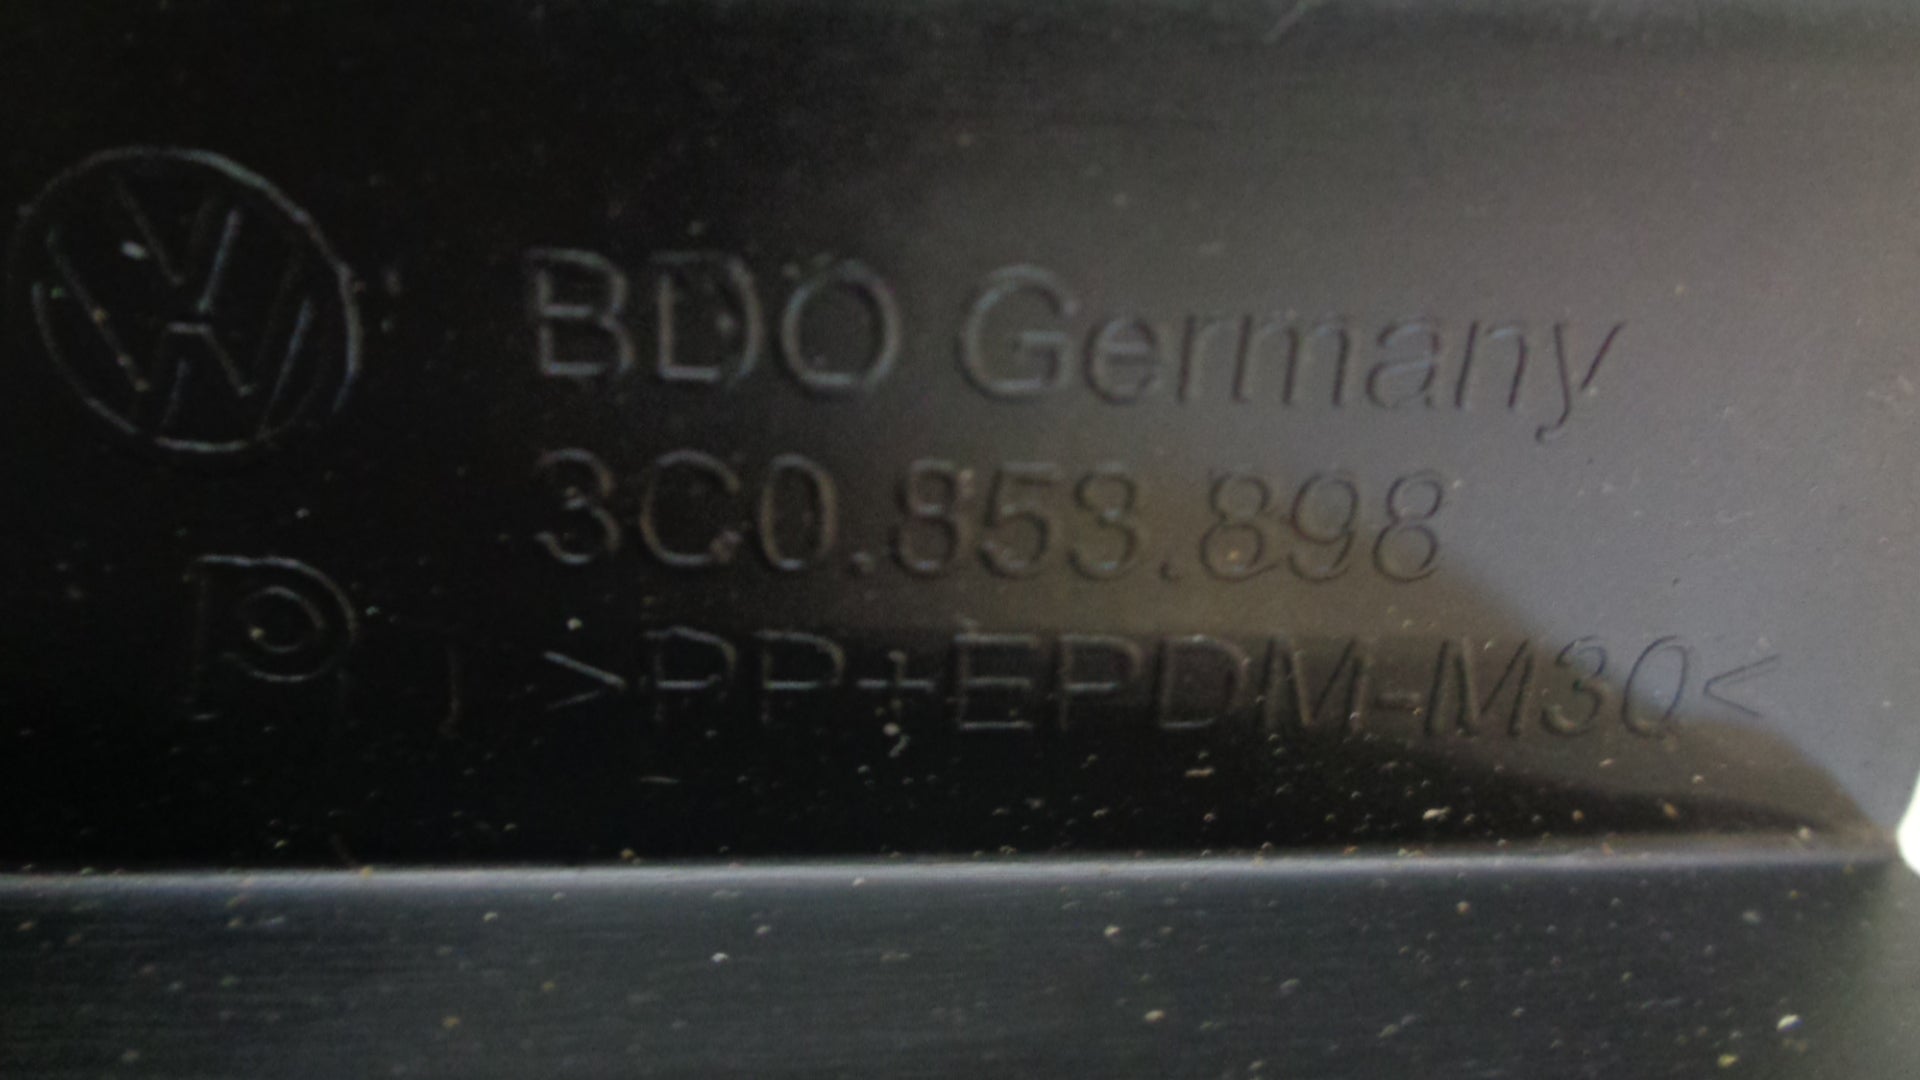 BDO Germany
3C0.853.898
>PP+EPDM-M30<